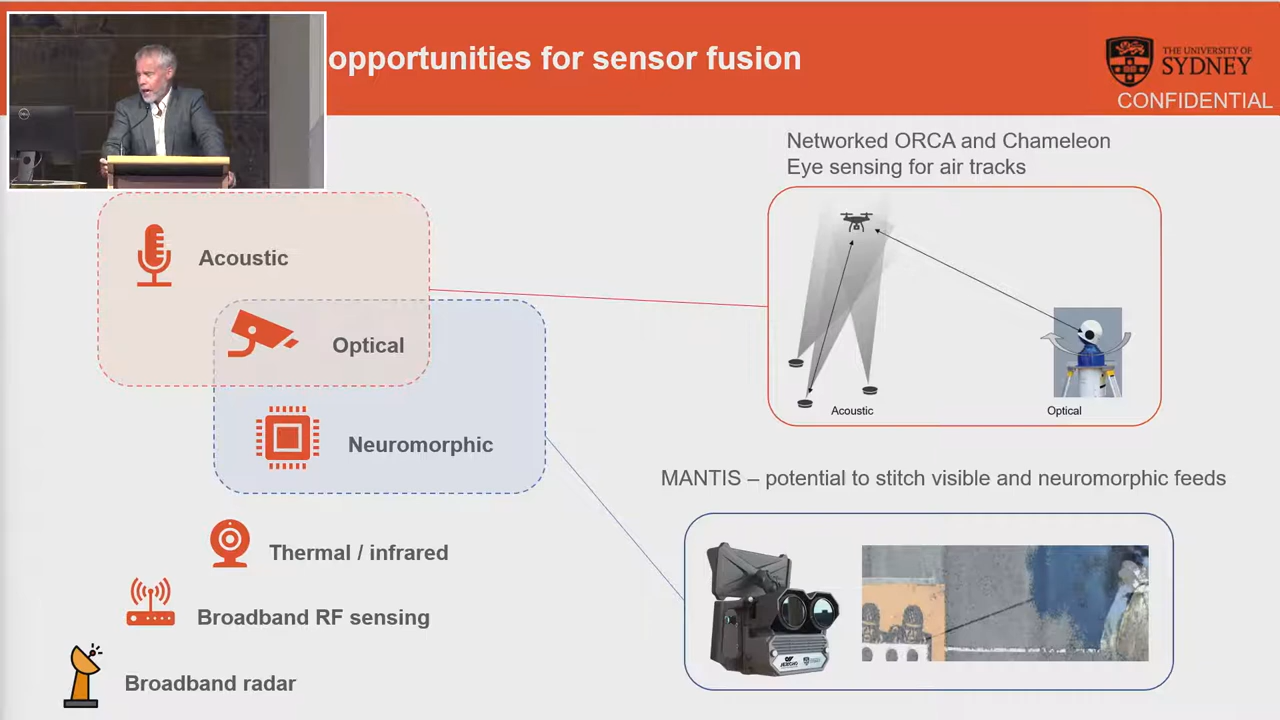 opportunities for sensor fusion
THE UNIVERSITY OF
SYDNEY
CONFIDENTIAL
Networked ORCA and Chameleon
Eye sensing for air tracks
Acoustic
Optical
Neuromorphic
Thermal / infrared
Broadband RF sensing
Broadband radar
Acoustic
Optical
MANTIS – potential to stitch visible and neuromorphic feeds